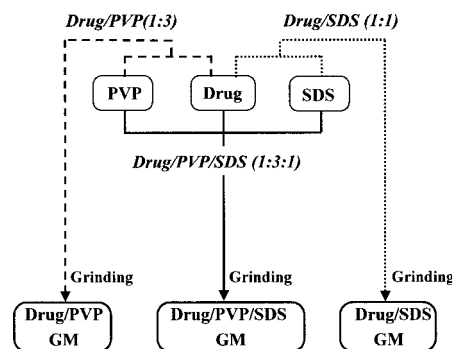 Drug/PVP(1:3)
Drug/SDS (1:1)
PVP
Drug
SDS
Drug/PVP/SDS (1:3:1)
Grinding
Grinding
Grinding
Drug/PVP
GM
Drug/PVP/SDS
GM
Drug/SDS
GM